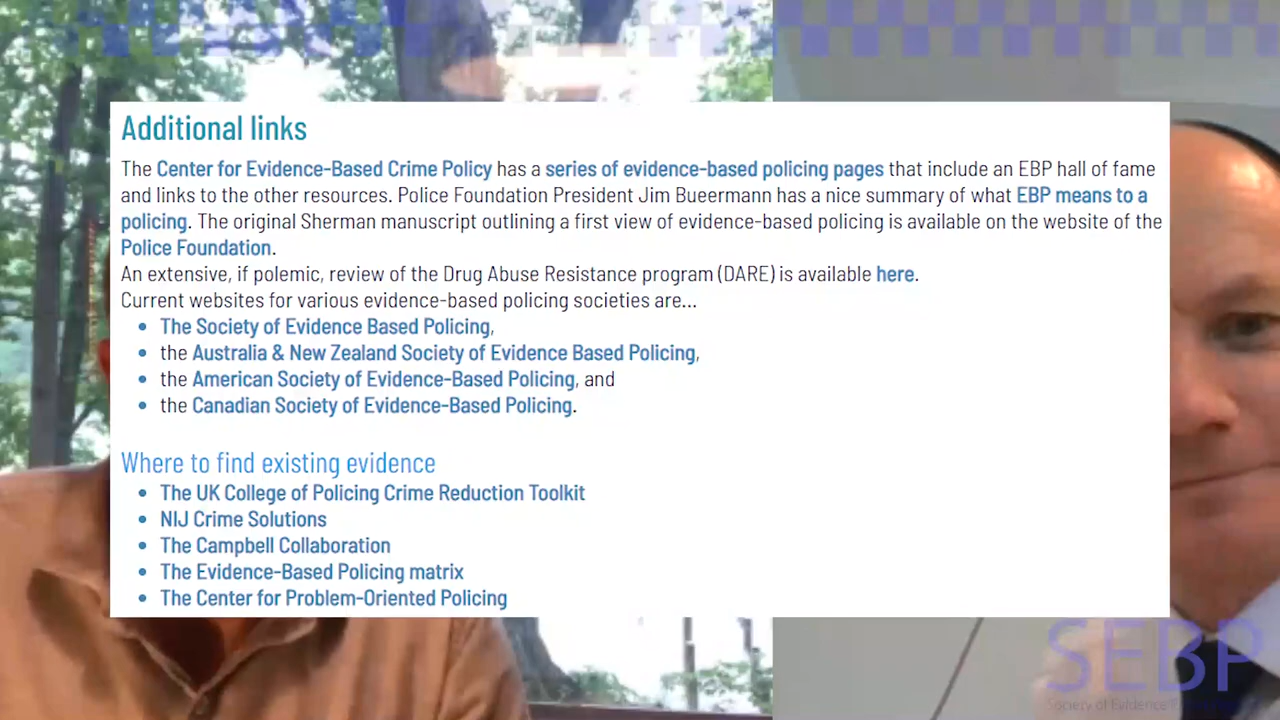 Additional links
The Center for Evidence-Based Crime Policy has a series of evidence-based policing pages that include an EBP hall of fame
and links to the other resources. Police Foundation President Jim Bueermann has a nice summary of what EBP means to a
policing. The original Sherman manuscript outlining a first view of evidence-based policing is available on the website of the
Police Foundation.
An extensive, if polemic, review of the Drug Abuse Resistance program (DARE) is available here.
Current websites for various evidence-based policing societies are...
• The Society of Evidence Based Policing,
• the Australia & New Zealand Society of Evidence Based Policing,
• the American Society of Evidence-Based Policing, and
• the Canadian Society of Evidence-Based Policing.
Where to find existing evidence
• The UK College of Policing Crime Reduction Toolkit
• NIJ Crime Solutions
• The Campbell Collaboration
• The Evidence-Based Policing matrix
• The Center for Problem-Oriented Policing
SEBP
Society of Evidence